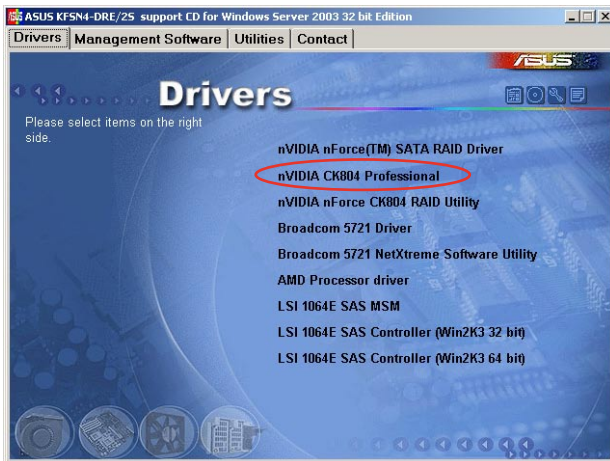 ASUS KFSN4-DRE/2S support CD for Windows Server 2003 32 bit Edition
Drivers Management Software Utilities Contact
ASUS
Drivers
Please select items on the right
side.
nVIDIA nForce(TM) SATA RAID Driver
nVIDIA CK804 Professional
nVIDIA nForce CK804 RAID Utility
Broadcom 5721 Driver
Broadcom 5721 NetXtreme Software Utility
AMD Processor driver
LSI 1064E SAS MSM
LSI 1064E SAS Controller (Win2K3 32 bit)
LSI 1064E SAS Controller (Win2K3 64 bit)